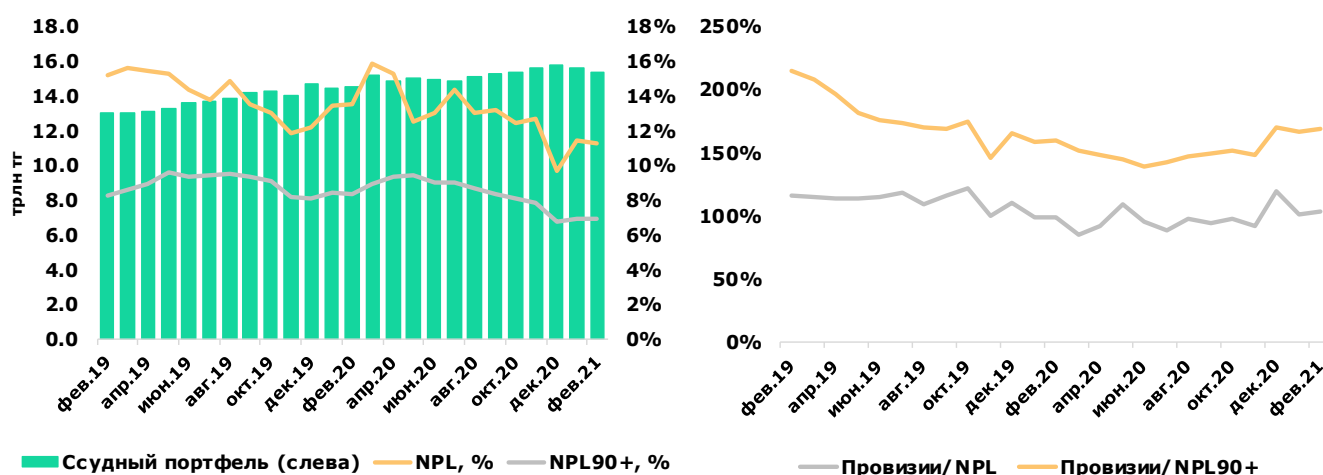 18.0
16.0
14.0
12.0
10.0
8.0
6.0
4.0
2.0
0.0
трлн тг
18%
16%
14%
12%
10%
8%
6%
4%
2%
0%
фев.19
апр.19
июн.19
авг.19
окт.19
дек.19
фев.20
апр.20
июн.20
авг.20
окт.20
дек.20
фев.21
Ссудный портфель (слева)
NPL, %
NPL90+, %
250%
200%
150%
100%
50%
0%
фев.19
апр.19
июн.19
авг.19
окт.19
дек.19
фев.20
апр.20
июн.20
авг.20
окт.20
дек.20
фев.21
Провизии/NPL
Провизии/NPL90+